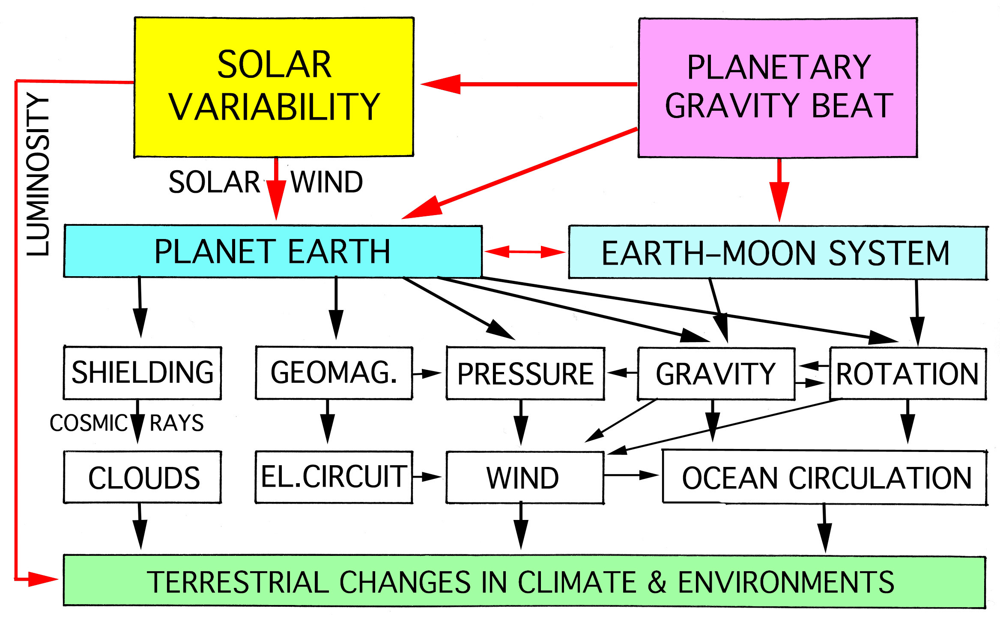 SOLAR
VARIABILITY
PLANETARY
GRAVITY BEAT
LUMINOSITY
SOLAR WIND
PLANET EARTH
EARTH–MOON SYSTEM
SHIELDING
GEOMAG.
PRESSURE
GRAVITY
ROTATION
COSMIC RAYS
CLOUDS
EL.CIRCUIT
WIND
OCEAN CIRCULATION
TERRESTRIAL CHANGES IN CLIMATE & ENVIRONMENTS